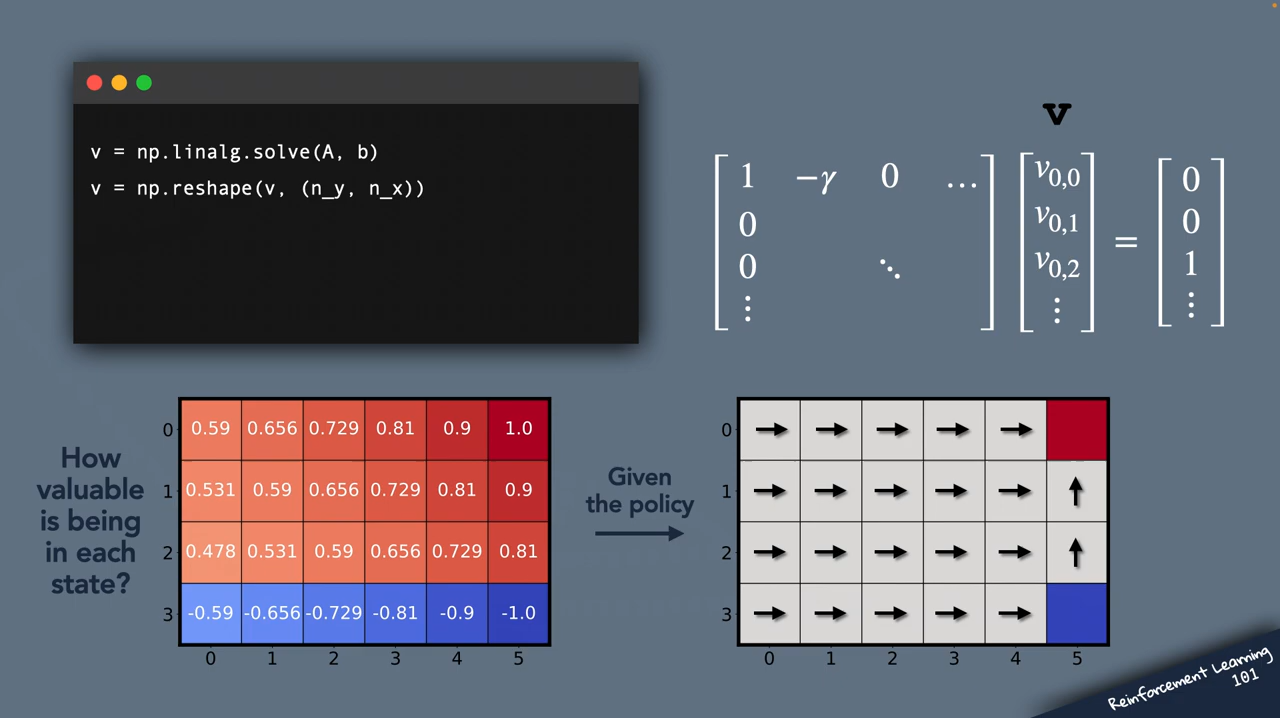 v = np.linalg.solve(A, b)
v = np.reshape(v, (n_y, n_x))
v
1 −γ 0 … v0,0 0
0 v0,1 = 0
0 ⋱ v0,2 1
⋮ ⋮ ⋮
How
valuable
is being
in each
state?
0 0.59 0.656 0.729 0.81 0.9 1.0
1 0.531 0.59 0.656 0.729 0.81 0.9
2 0.478 0.531 0.59 0.656 0.729 0.81
3 -0.59 -0.656 -0.729 -0.81 -0.9 -1.0
0 1 2 3 4 5
Given
the policy
0 → → → → →
1 → → → → → ↑
2 → → → → → ↑
3 → → → → →
0 1 2 3 4 5
Reinforcement Learning
101